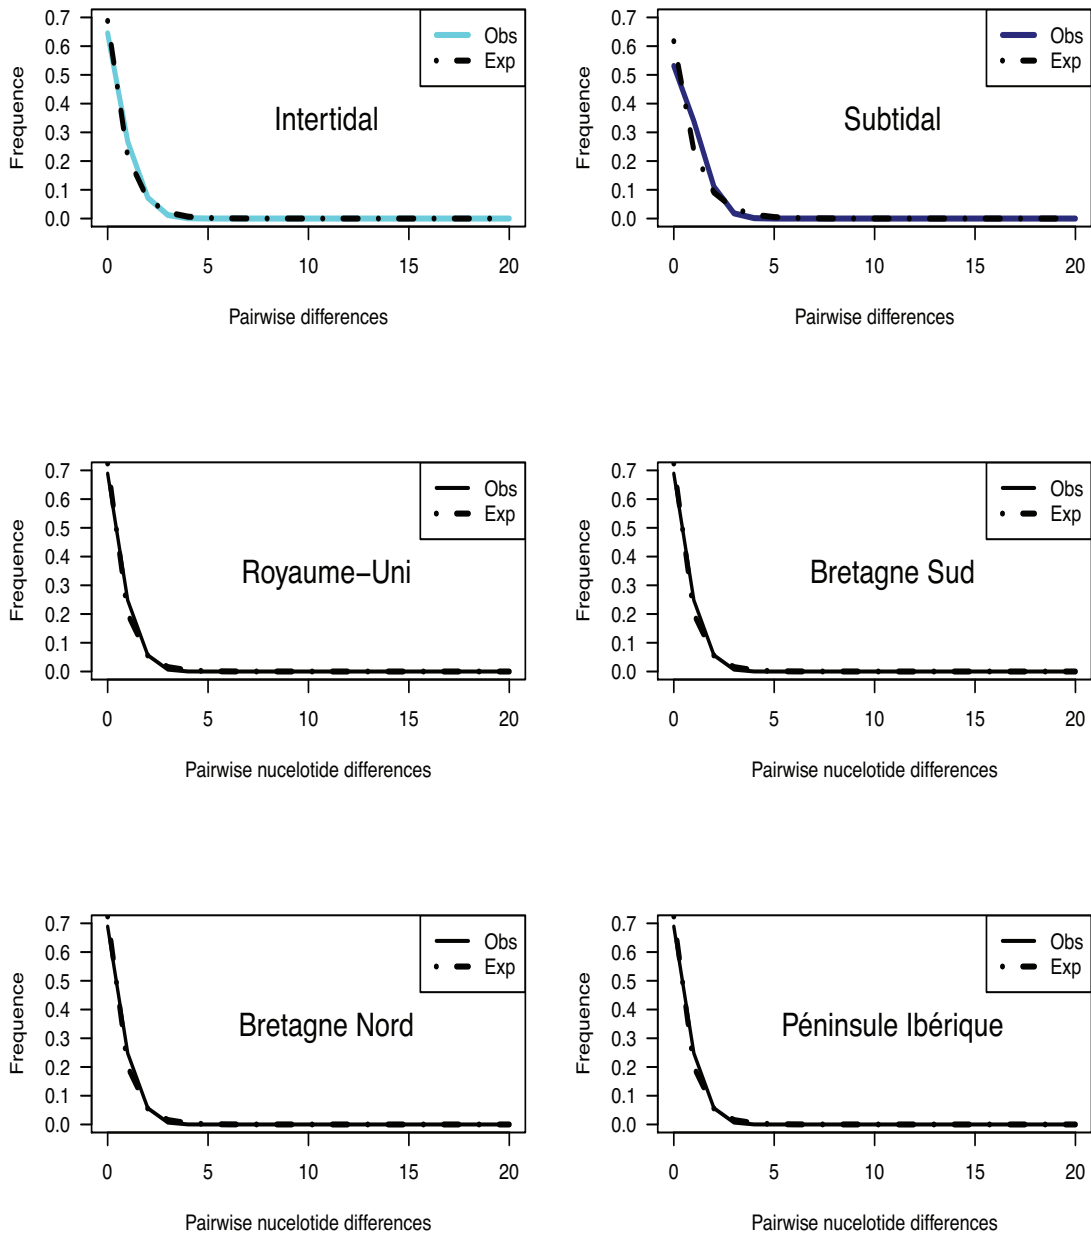 0.7
0.6
0.5
0.4
0.3
0.2
0.1
0.0
Frequence
Obs
Exp
Intertidal
0 5 10 15 20
Pairwise differences
0.7
0.6
0.5
0.4
0.3
0.2
0.1
0.0
Frequence
Obs
Exp
Subtidal
0 5 10 15 20
Pairwise differences
0.7
0.6
0.5
0.4
0.3
0.2
0.1
0.0
Frequence
Obs
Exp
Royaume−Uni
0 5 10 15 20
Pairwise nucelotide differences
0.7
0.6
0.5
0.4
0.3
0.2
0.1
0.0
Frequence
Obs
Exp
Bretagne Sud
0 5 10 15 20
Pairwise nucelotide differences
0.7
0.6
0.5
0.4
0.3
0.2
0.1
0.0
Frequence
Obs
Exp
Bretagne Nord
0 5 10 15 20
Pairwise nucelotide differences
0.7
0.6
0.5
0.4
0.3
0.2
0.1
0.0
Frequence
Obs
Exp
Péninsule Ibérique
0 5 10 15 20
Pairwise nucelotide differences